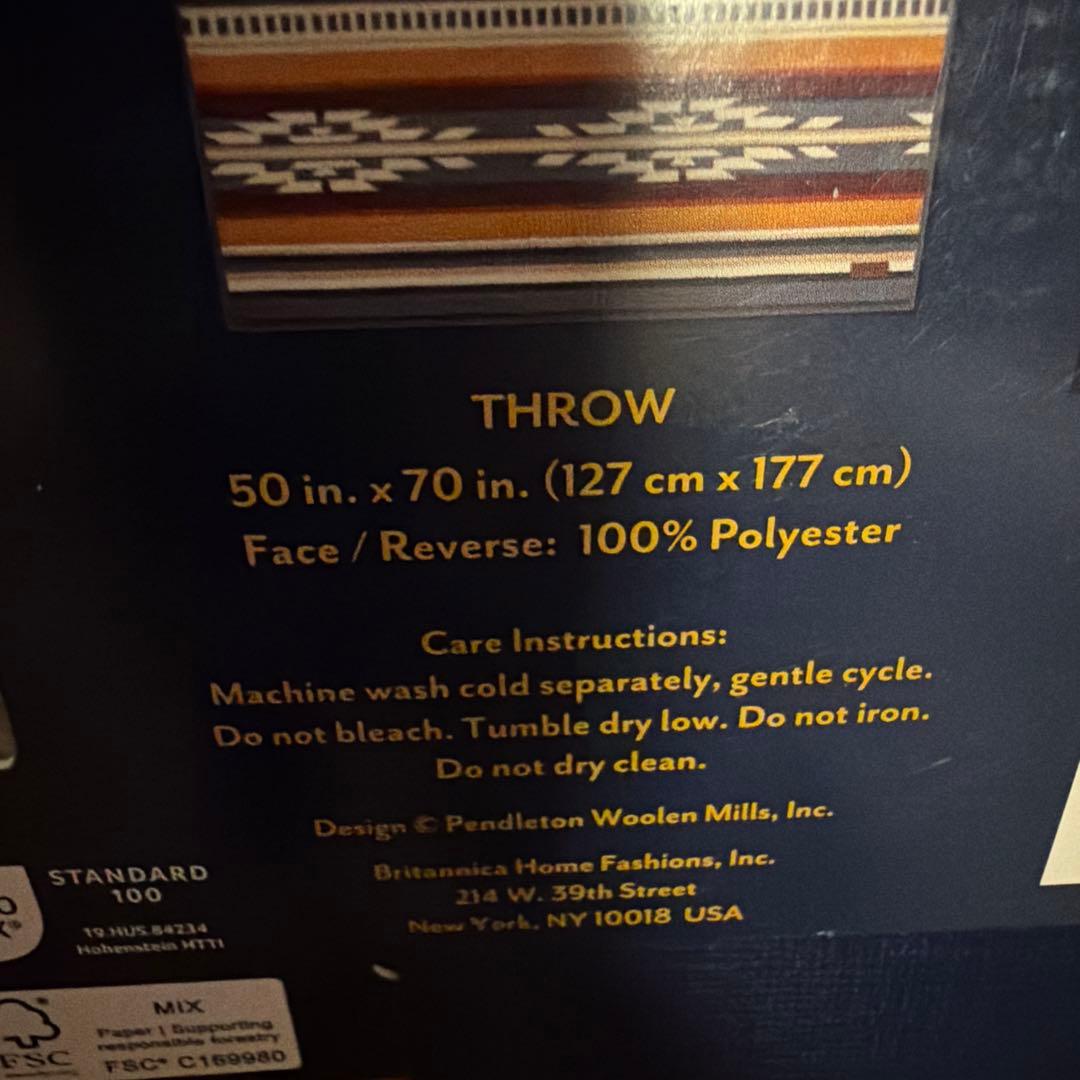 THROW
50 in. x 70 in. (127 cm x 177 cm)
Face / Reverse: 100% Polyester
Care Instructions:
Machine wash cold separately, gentle cycle.
Do not bleach. Tumble dry low. Do not iron.
Do not dry clean.
Design © Pendleton Woolen Mills, Inc.
Britannica Home Fashions, Inc.
214 W. 39th Street
New York, NY 10018 USA
STANDARD
100
19.HUS.84234
Hohenstein HTTI
MIX
Paper | Supporting
responsible forestry
FSC® C169980
FSC